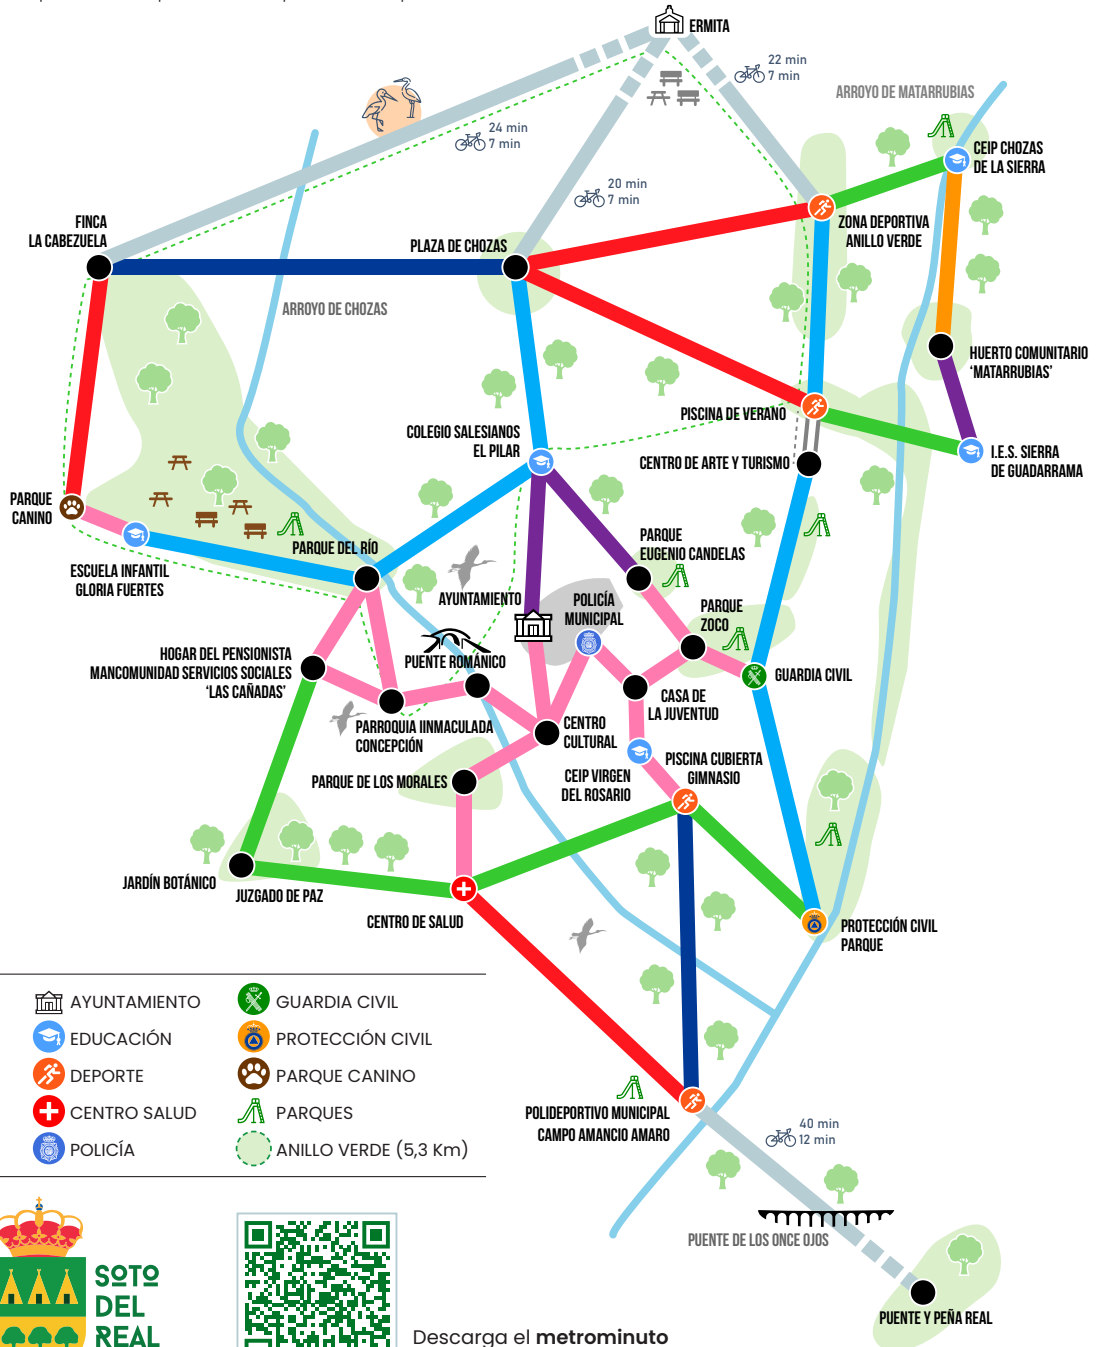 ERMITA
22 min
7 min
ARROYO DE MATARRUBIAS
24 min
7 min
CEIP CHOZAS
DE LA SIERRA
20 min
7 min
FINCA
LA CABEZUELA
PLAZA DE CHOZAS
ZONA DEPORTIVA
ANILLO VERDE
ARROYO DE CHOZAS
HUERTO COMUNITARIO
‘MATARRUBIAS’
PISCINA DE VERANO
COLEGIO SALESIANOS
EL PILAR
CENTRO DE ARTE Y TURISMO
I.E.S. SIERRA
DE GUADARRAMA
PARQUE
CANINO
PARQUE
EUGENIO CANDELAS
PARQUE DEL RÍO
ESCUELA INFANTIL
GLORIA FUERTES
AYUNTAMIENTO
POLICÍA
MUNICIPAL
PARQUE
ZOCO
HOGAR DEL PENSIONISTA
MANCOMUNIDAD SERVICIOS SOCIALES
‘LAS CAÑADAS’
PUENTE ROMÁNICO
GUARDIA CIVIL
CASA DE
LA JUVENTUD
PARROQUIA IINMACULADA
CONCEPCIÓN
CENTRO
CULTURAL
PISCINA CUBIERTA
GIMNASIO
PARQUE DE LOS MORALES
CEIP VIRGEN
DEL ROSARIO
JARDÍN BOTÁNICO
JUZGADO DE PAZ
CENTRO DE SALUD
PROTECCIÓN CIVIL
PARQUE
AYUNTAMIENTO
GUARDIA CIVIL
EDUCACIÓN
PROTECCIÓN CIVIL
DEPORTE
PARQUE CANINO
CENTRO SALUD
PARQUES
POLICÍA
ANILLO VERDE (5,3 Km)
POLIDEPORTIVO MUNICIPAL
CAMPO AMANCIO AMARO
40 min
12 min
PUENTE DE LOS ONCE OJOS
PUENTE Y PEÑA REAL
SOTO
DEL
REAL
Descarga el metrominuto